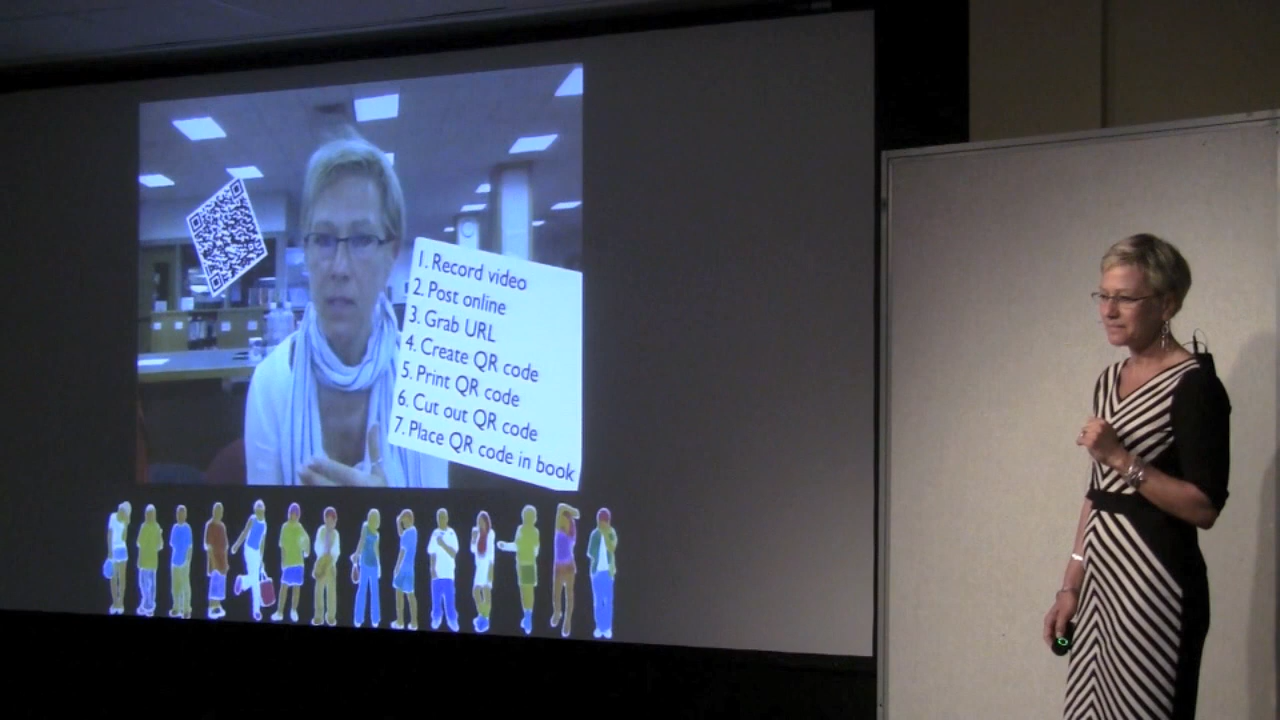 1. Record video
2. Post online
3. Grab URL
4. Create QR code
5. Print QR code
6. Cut out QR code
7. Place QR code in book